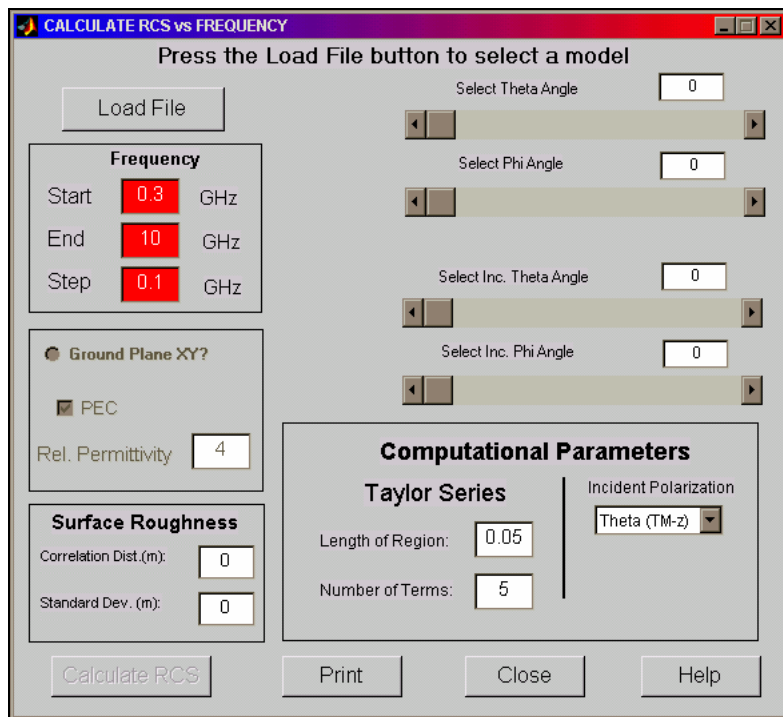 CALCULATE RCS vs FREQUENCY
Press the Load File button to select a model
Load File
Select Theta Angle 0
Select Phi Angle 0
Select Inc. Theta Angle 0
Select Inc. Phi Angle 0
Frequency
Start 0.3 GHz
End 10 GHz
Step 0.1 GHz
Ground Plane XY?
PEC
Rel. Permittivity 4
Surface Roughness
Correlation Dist.(m): 0
Standard Dev. (m): 0
Computational Parameters
Taylor Series
Length of Region: 0.05
Number of Terms: 5
Incident Polarization
Theta (TM-z)
Calculate RCS
Print
Close
Help